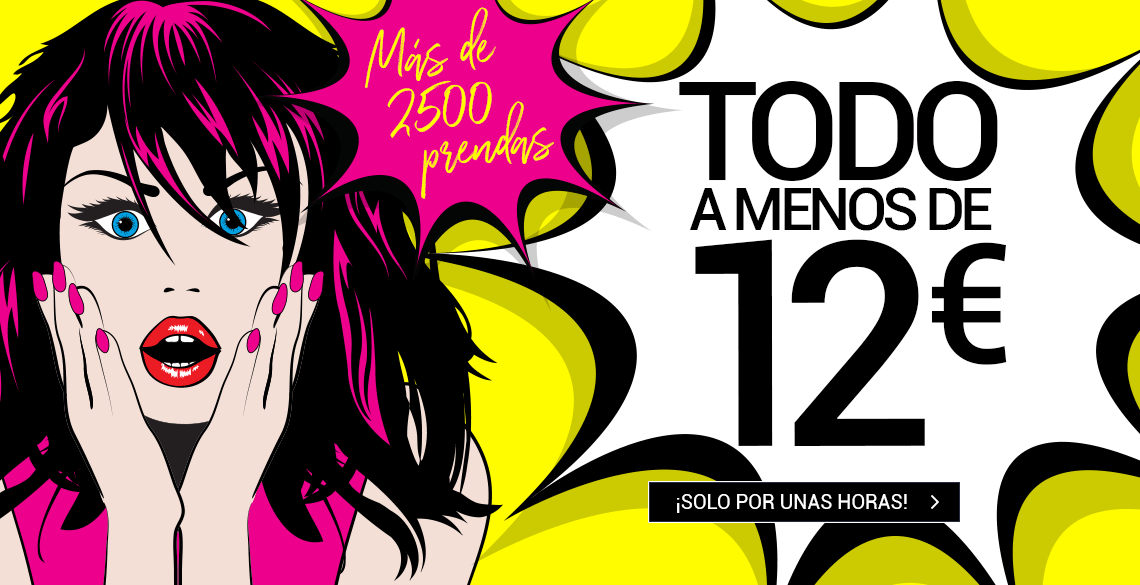 Más de
2500
prendas
TODO
A MENOS DE
12€
¡SOLO POR UNAS HORAS!